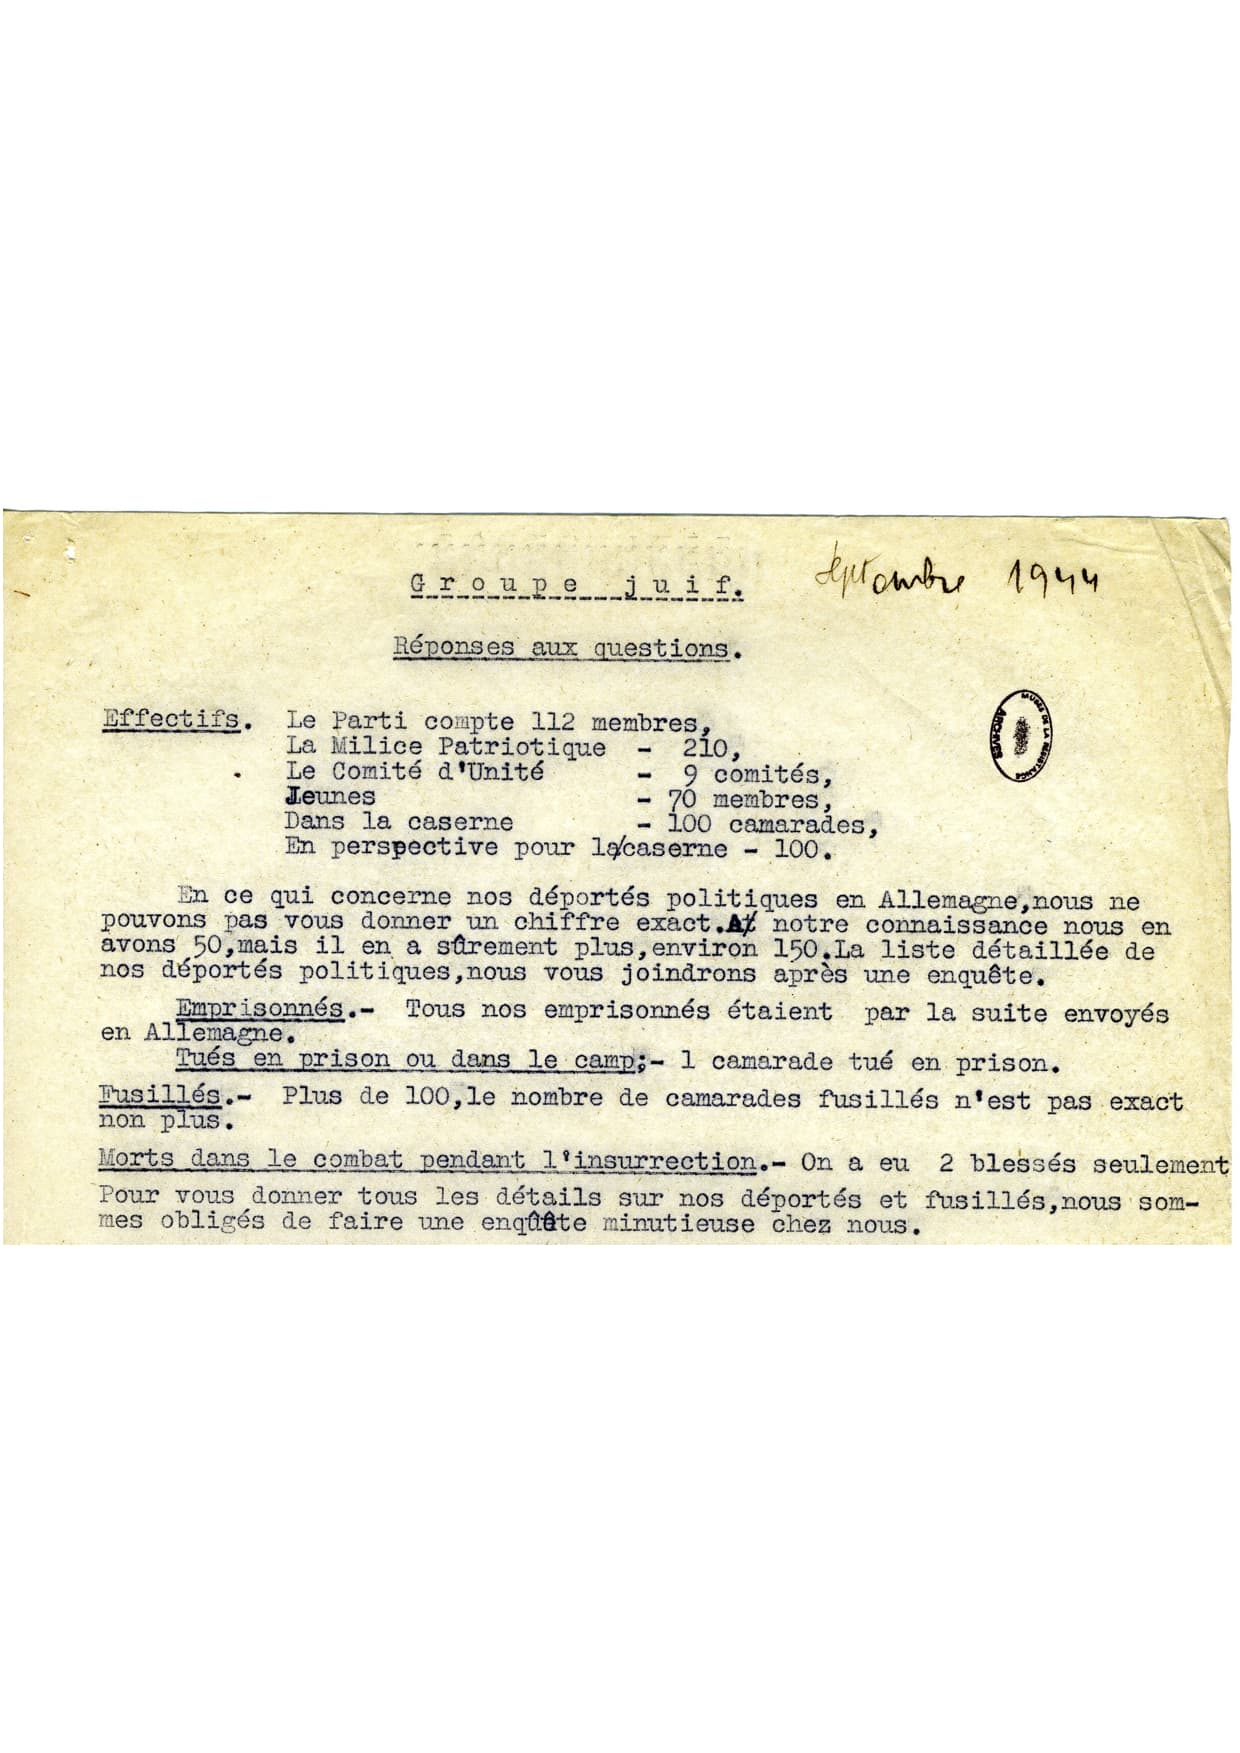 Groupe juif.
Septembre 1944
Réponses aux questions.
Effectifs. Le Parti compte 112 membres,
La Milice Patriotique - 210,
Le Comité d'Unité - 9 comités,
Jeunes - 70 membres,
Dans la caserne - 100 camarades,
En perspective pour la/caserne - 100.
MUSEE DE LA RESISTANCE
ARCHIVES
En ce qui concerne nos déportés politiques en Allemagne,nous ne
pouvons pas vous donner un chiffre exact.A notre connaissance nous en
avons 50,mais il en a sûrement plus,environ 150.La liste détaillée de
nos déportés politiques,nous vous joindrons après une enquête.
Emprisonnés.- Tous nos emprisonnés étaient par la suite envoyés
en Allemagne.
Tués en prison ou dans le camp;- 1 camarade tué en prison.
Fusillés.- Plus de 100,le nombre de camarades fusillés n'est pas exact
non plus.
Morts dans le combat pendant l'insurrection.- On a eu 2 blessés seulement
Pour vous donner tous les détails sur nos déportés et fusillés,nous som-
mes obligés de faire une enquête minutieuse chez nous.